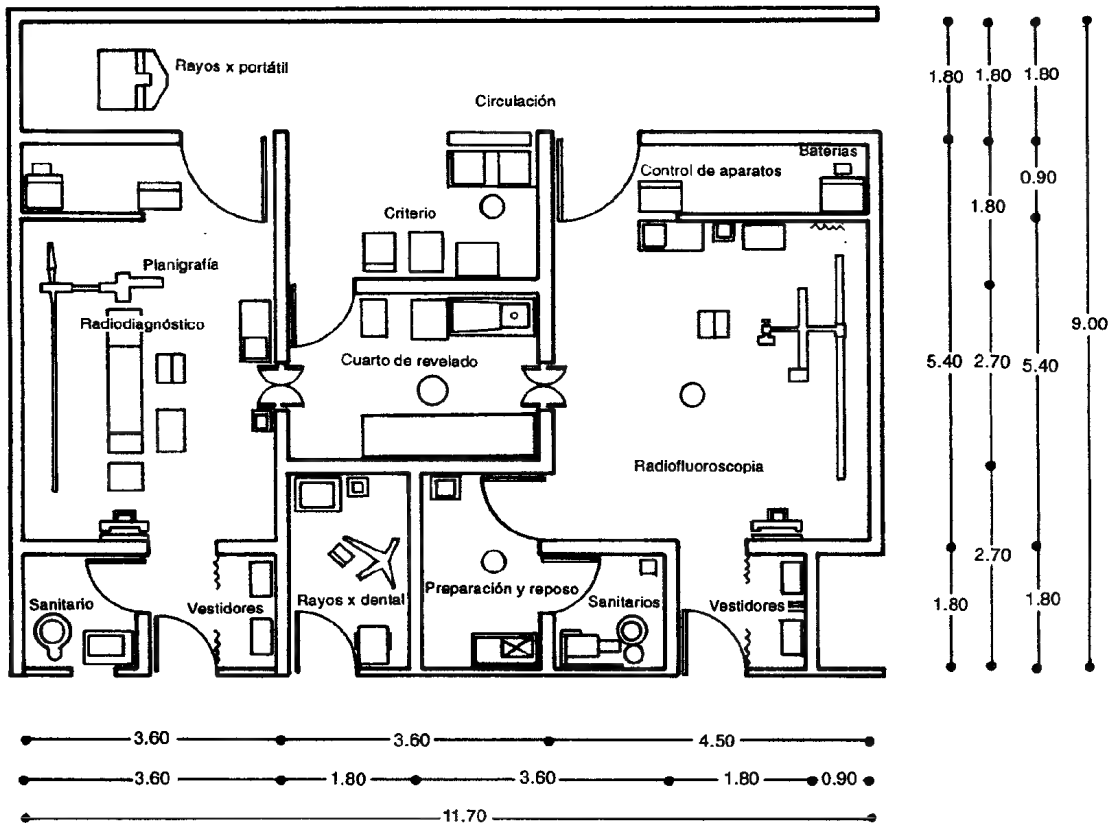 Rayos x portátil
Circulación
Baterías
Control de aparatos
Criterio
Planigrafía
Radiodiagnóstico
Cuarto de revelado
Radiofluoroscopia
Sanitario
Vestidores
Rayos x dental
Preparación y reposo
Sanitarios
Vestidores
1.80 1.80 1.80
0.90
1.80
9.00
5.40 2.70 5.40
2.70
1.80 1.80
3.60 3.60 4.50
3.60 1.80 3.60 1.80 0.90
11.70